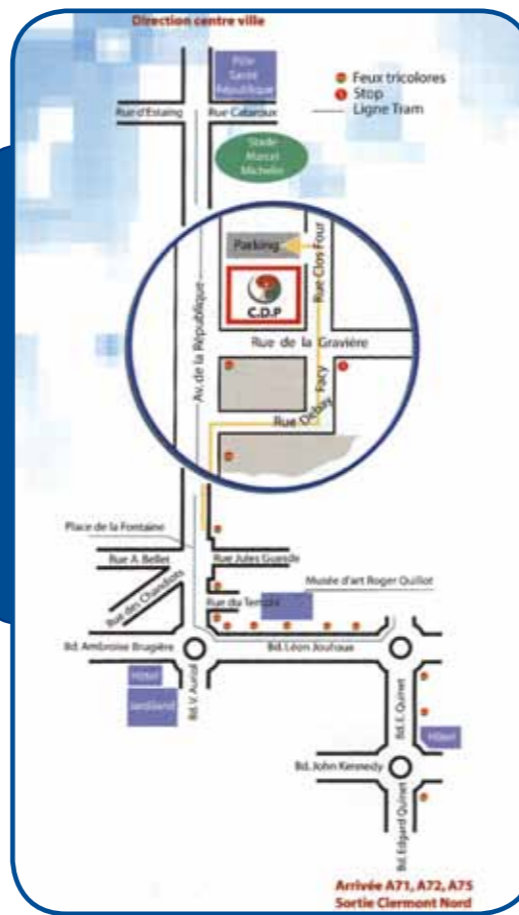 Direction centre ville
Pôle
Santé
République
Feux tricolores
Stop
Ligne Tram
Rue d'Estaing
Rue Cataroux
Stade
Marcel
Michelin
Parking
Rue Clos Four
C.D.P
Av. de la République
Rue de la Gravière
Rue Debay Facy
Place de la Fontaine
Rue A. Bellet
Rue Jules Guesde
Rue des Chandiots
Musée d'art Roger Quillot
Rue du Temple
Bd. Ambroise Brugière
Bd. Léon Jouhaux
Hôtel
Jardiland
Bd. V. Auriol
Bd. E. Quinet
Hôtel
Bd. John Kennedy
Bd. Edgard Quinet
Arrivée A71, A72, A75
Sortie Clermont Nord